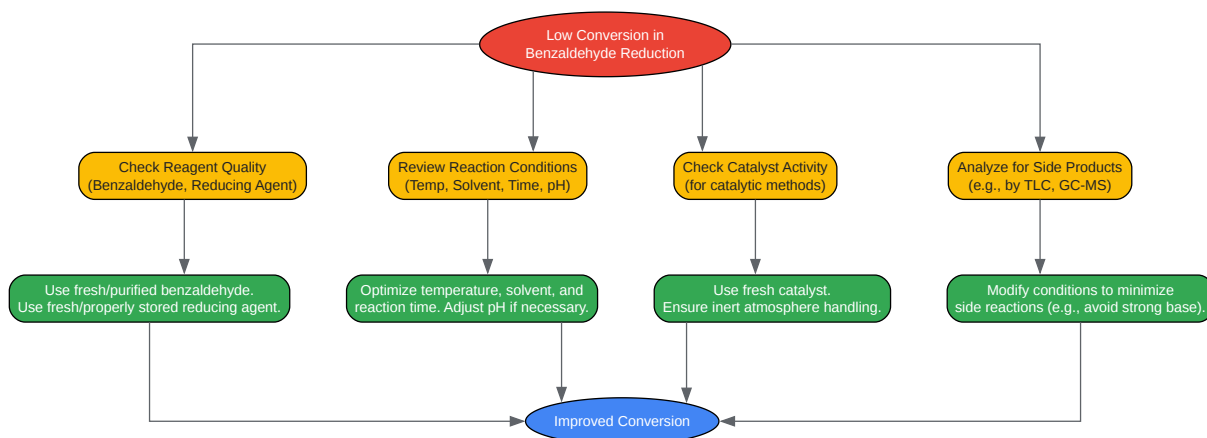 Low Conversion in
Benzaldehyde Reduction
Check Reagent Quality
(Benzaldehyde, Reducing Agent)
Review Reaction Conditions
(Temp, Solvent, Time, pH)
Check Catalyst Activity
(for catalytic methods)
Analyze for Side Products
(e.g., by TLC, GC-MS)
Use fresh/purified benzaldehyde.
Use fresh/properly stored reducing agent.
Optimize temperature, solvent, and
reaction time. Adjust pH if necessary.
Use fresh catalyst.
Ensure inert atmosphere handling.
Modify conditions to minimize
side reactions (e.g., avoid strong base).
Improved Conversion